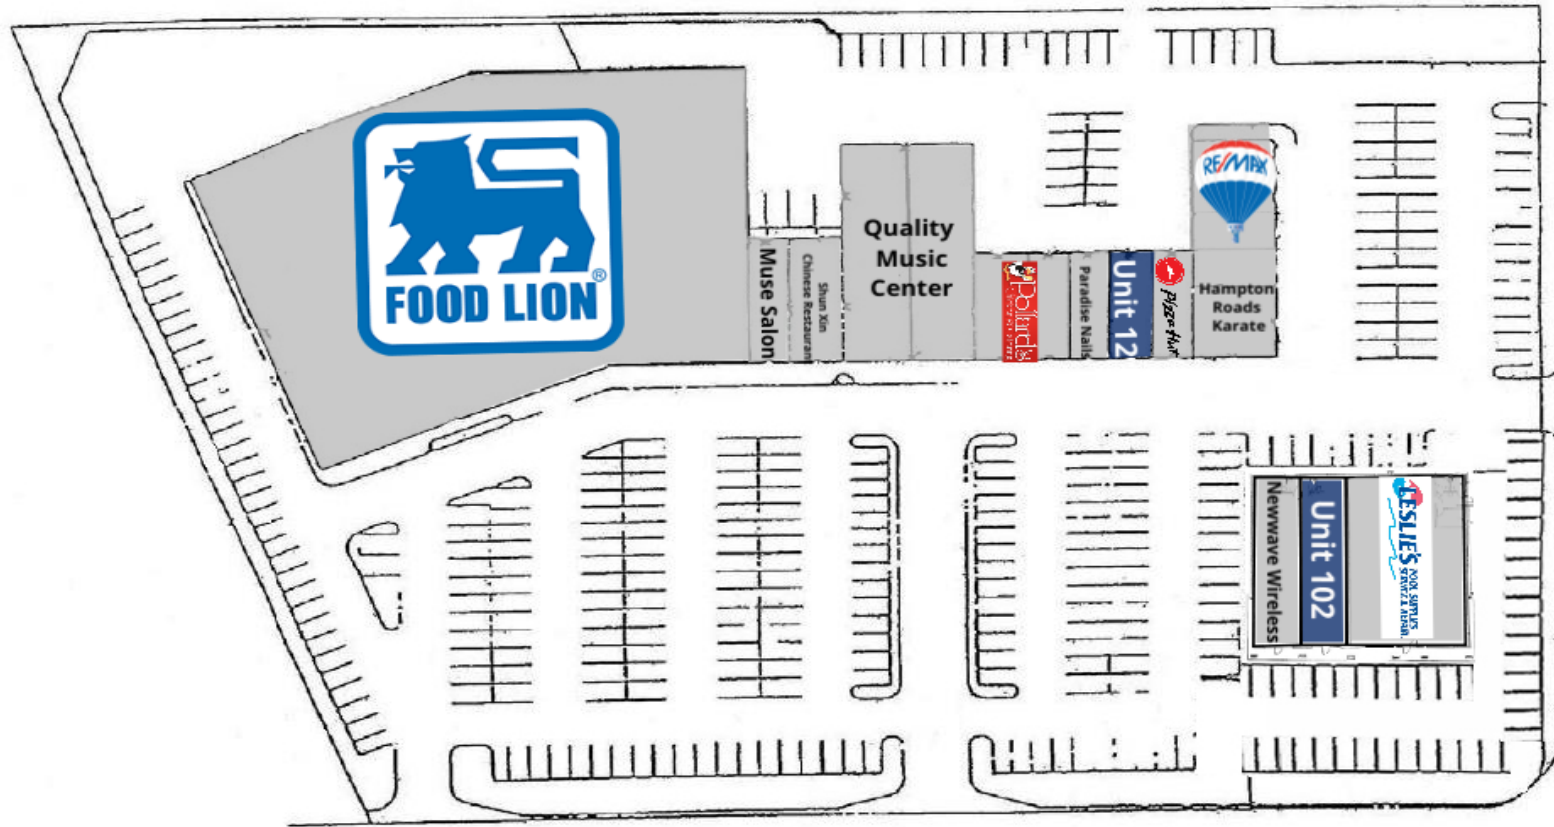 FOOD LION
®
Muse Salon
Shun Xin
Chinese Restaurant
Quality
Music
Center
Pollard's
Paradise Nails
Unit 12
Pizza Hut
RE/MAX
Hampton
Roads
Karate
Newwave Wireless
Unit 102
LESLIE'S
POOL SUPPLIES
SERVICE & REPAIR